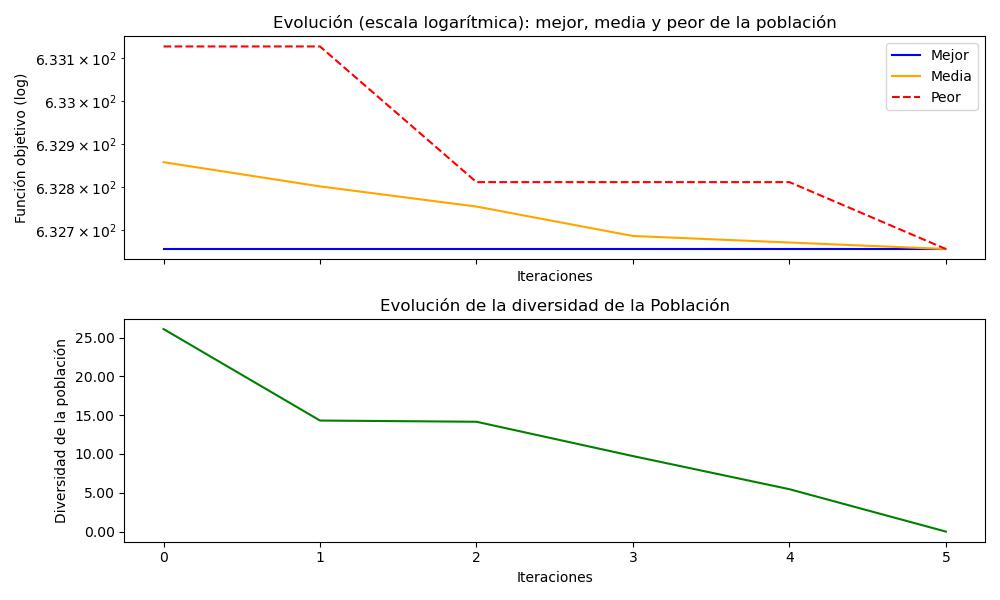 Evolución (escala logarítmica): mejor, media y peor de la población
Función objetivo (log)
6.331 × 10²
6.33 × 10²
6.329 × 10²
6.328 × 10²
6.327 × 10²
Mejor
Media
Peor
Iteraciones
Evolución de la diversidad de la Población
Diversidad de la población
25.00
20.00
15.00
10.00
5.00
0.00
0 1 2 3 4 5
Iteraciones